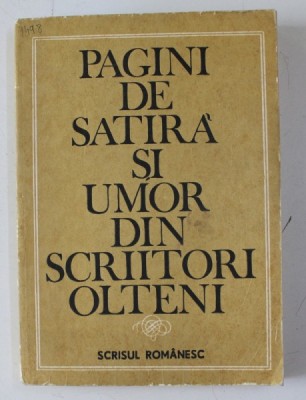 PAGINI
DE
SATIRĂ
ȘI
UMOR
DIN
SCRIITORI
OLTENI
SCRISUL ROMÂNESC